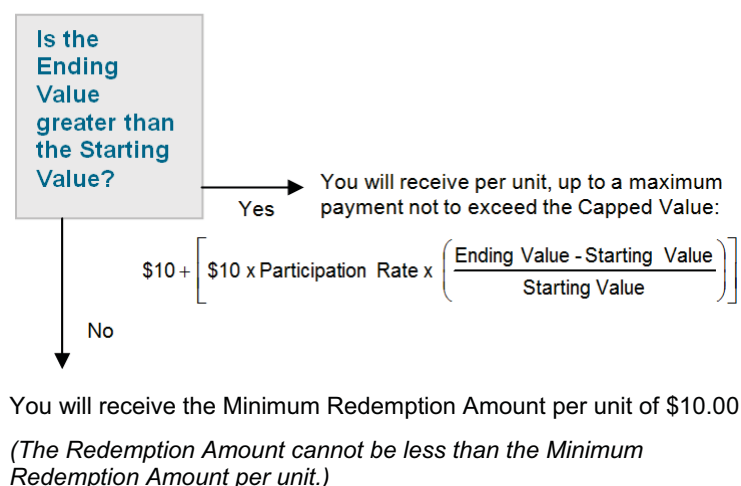 Is the
Ending
Value
greater than
the Starting
Value?
Yes
You will receive per unit, up to a maximum
payment not to exceed the Capped Value:
$10 + [ $10 x Participation Rate x ( Ending Value - Starting Value / Starting Value ) ]
No
You will receive the Minimum Redemption Amount per unit of $10.00
(The Redemption Amount cannot be less than the Minimum
Redemption Amount per unit.)